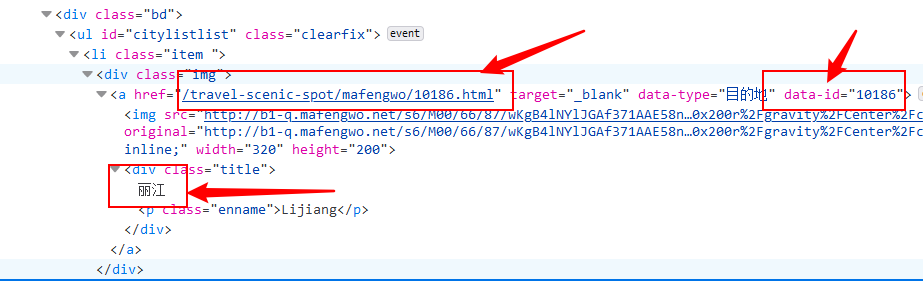 <div class="bd">
<ul id="citylistlist" class="clearfix"> event
<li class="item ">
<div class="img">
<a href="/travel-scenic-spot/mafengwo/10186.html" target="_blank" data-type="目的地" data-id="10186">
<img src="http://b1-q.mafengwo.net/s6/M00/66/87/wKgB4lNYlJGAf371AAE58n…0x200r%2Fgravity%2FCenter%2Fc
original="http://b1-q.mafengwo.net/s6/M00/66/87/wKgB4lNYlJGAf371AAE58n…0x200r%2Fgravity%2FCenter%2
inline;" width="320" height="200">
<div class="title">
丽江
<p class="enname">Lijiang</p>
</div>
</a>
</div>